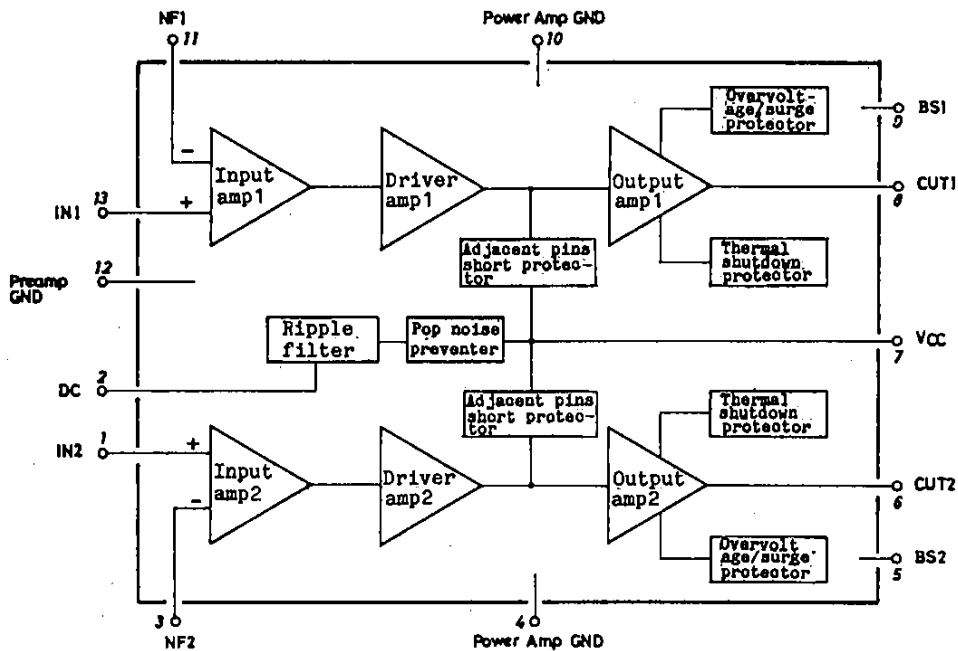 NF1
11
Power Amp GND
10
Overvolt-
age/surge
protector
BS1
9
Input
amp1
Driver
amp1
Output
amp1
CUT1
8
−
+
IN1
13
Adjacent pins
short protec-
tor
Thermal
shutdown
protector
Preamp
GND
12
Ripple
filter
Pop noise
preventer
VCC
7
DC
2
Adjacent pins
short protec-
tor
Thermal
shutdown
protector
IN2
1
+
−
Input
amp2
Driver
amp2
Output
amp2
CUT2
6
Overvolt
age/surge
protector
BS2
5
3
NF2
4
Power Amp GND